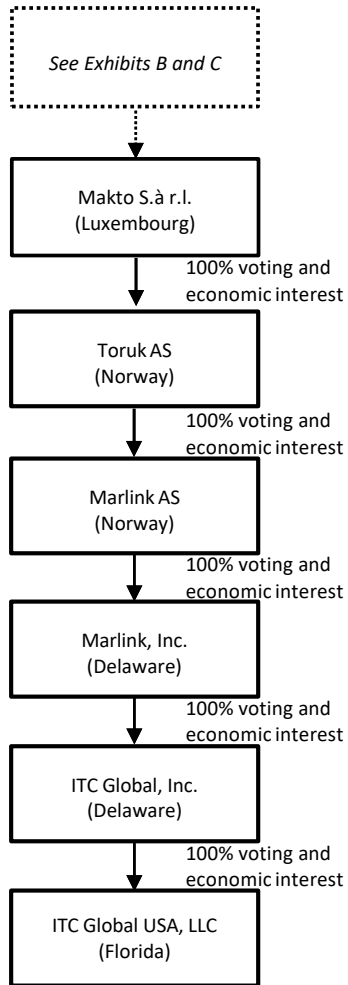 See Exhibits B and C
Makto S.à r.l.
(Luxembourg)
100% voting and
economic interest
Toruk AS
(Norway)
100% voting and
economic interest
Marlink AS
(Norway)
100% voting and
economic interest
Marlink, Inc.
(Delaware)
100% voting and
economic interest
ITC Global, Inc.
(Delaware)
100% voting and
economic interest
ITC Global USA, LLC
(Florida)